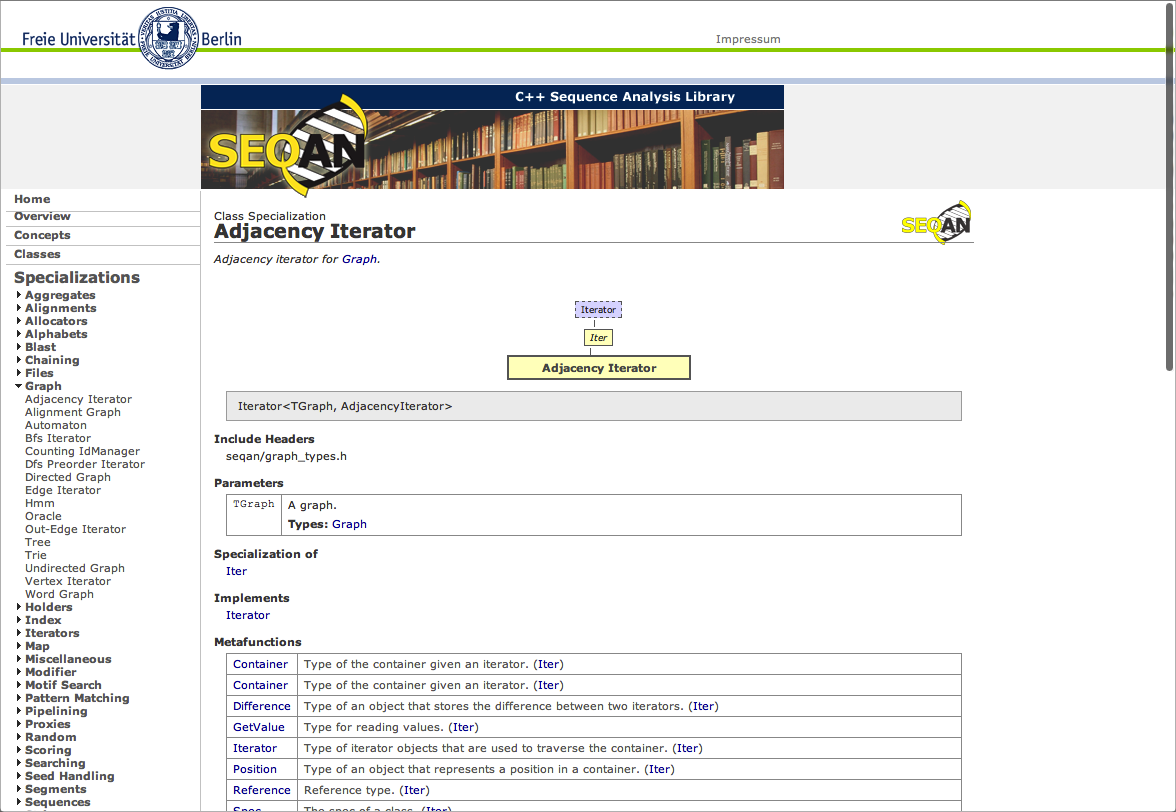 Freie Universität Berlin
Impressum
C++ Sequence Analysis Library
SEQAN
Home
Overview
Concepts
Classes
Specializations
Aggregates
Alignments
Allocators
Alphabets
Blast
Chaining
Files
Graph
Adjacency Iterator
Alignment Graph
Automaton
Bfs Iterator
Counting IdManager
Dfs Preorder Iterator
Directed Graph
Edge Iterator
Hmm
Oracle
Out-Edge Iterator
Tree
Trie
Undirected Graph
Vertex Iterator
Word Graph
Holders
Index
Iterators
Map
Miscellaneous
Modifier
Motif Search
Pattern Matching
Pipelining
Proxies
Random
Scoring
Searching
Seed Handling
Segments
Sequences
Class Specialization
Adjacency Iterator
SEQAN
Adjacency iterator for Graph.
Iterator
Iter
Adjacency Iterator
Iterator<TGraph, AdjacencyIterator>
Include Headers
seqan/graph_types.h
Parameters
TGraph A graph.
Types: Graph
Specialization of
Iter
Implements
Iterator
Metafunctions
Container Type of the container given an iterator. (Iter)
Container Type of the container given an iterator. (Iter)
Difference Type of an object that stores the difference between two iterators. (Iter)
GetValue Type for reading values. (Iter)
Iterator Type of iterator objects that are used to traverse the container. (Iter)
Position Type of an object that represents a position in a container. (Iter)
Reference Reference type. (Iter)
Spec The spec of a class. (Iter)